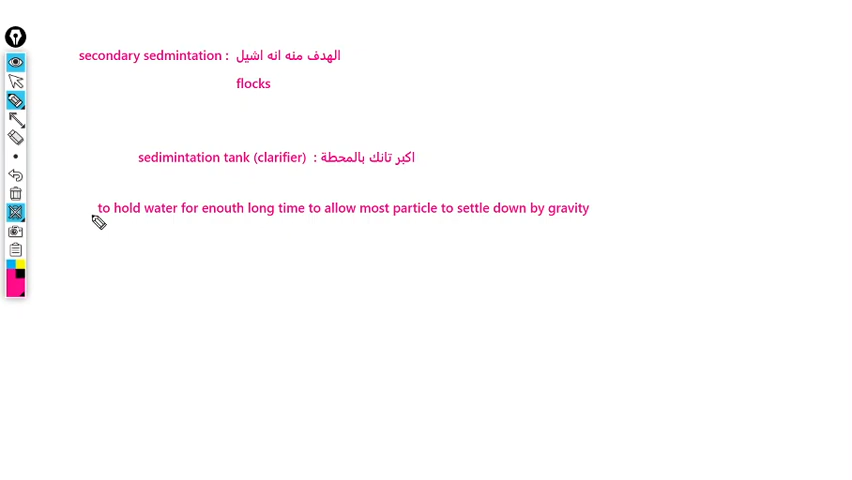 secondary sedmintation : الهدف منه انه اشيل
flocks
sedimintation tank (clarifier) : اكبر تانك بالمحطة
to hold water for enouth long time to allow most particle to settle down by gravity